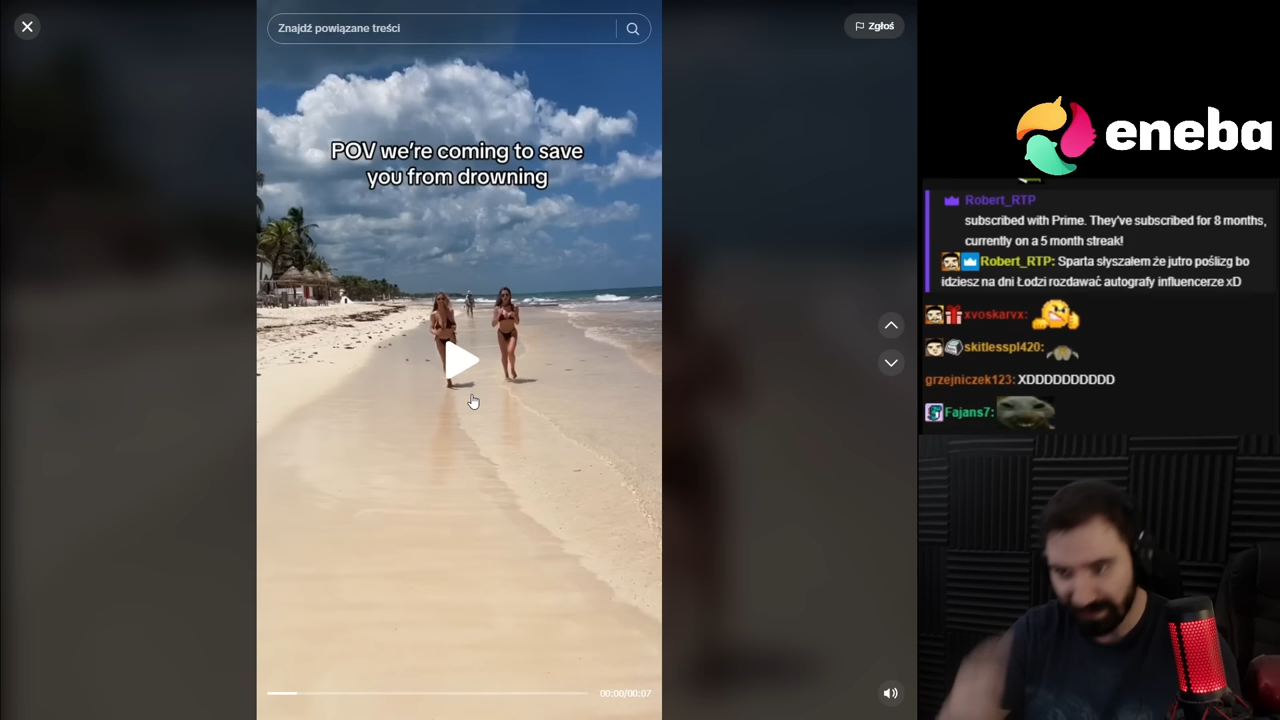 Znajdź powiązane treści
Zgłoś
POV we're coming to save
you from drowning
00:00/00:07
eneba
Robert_RTP
subscribed with Prime. They've subscribed for 8 months,
currently on a 5 month streak!
Robert_RTP: Sparta słyszałem że jutro poślizg bo
idziesz na dni Łodzi rozdawać autografy influencerze xD
xvoskarvx:
skitlesspl420:
grzejniczek123: XDDDDDDDDDD
Fajans7: